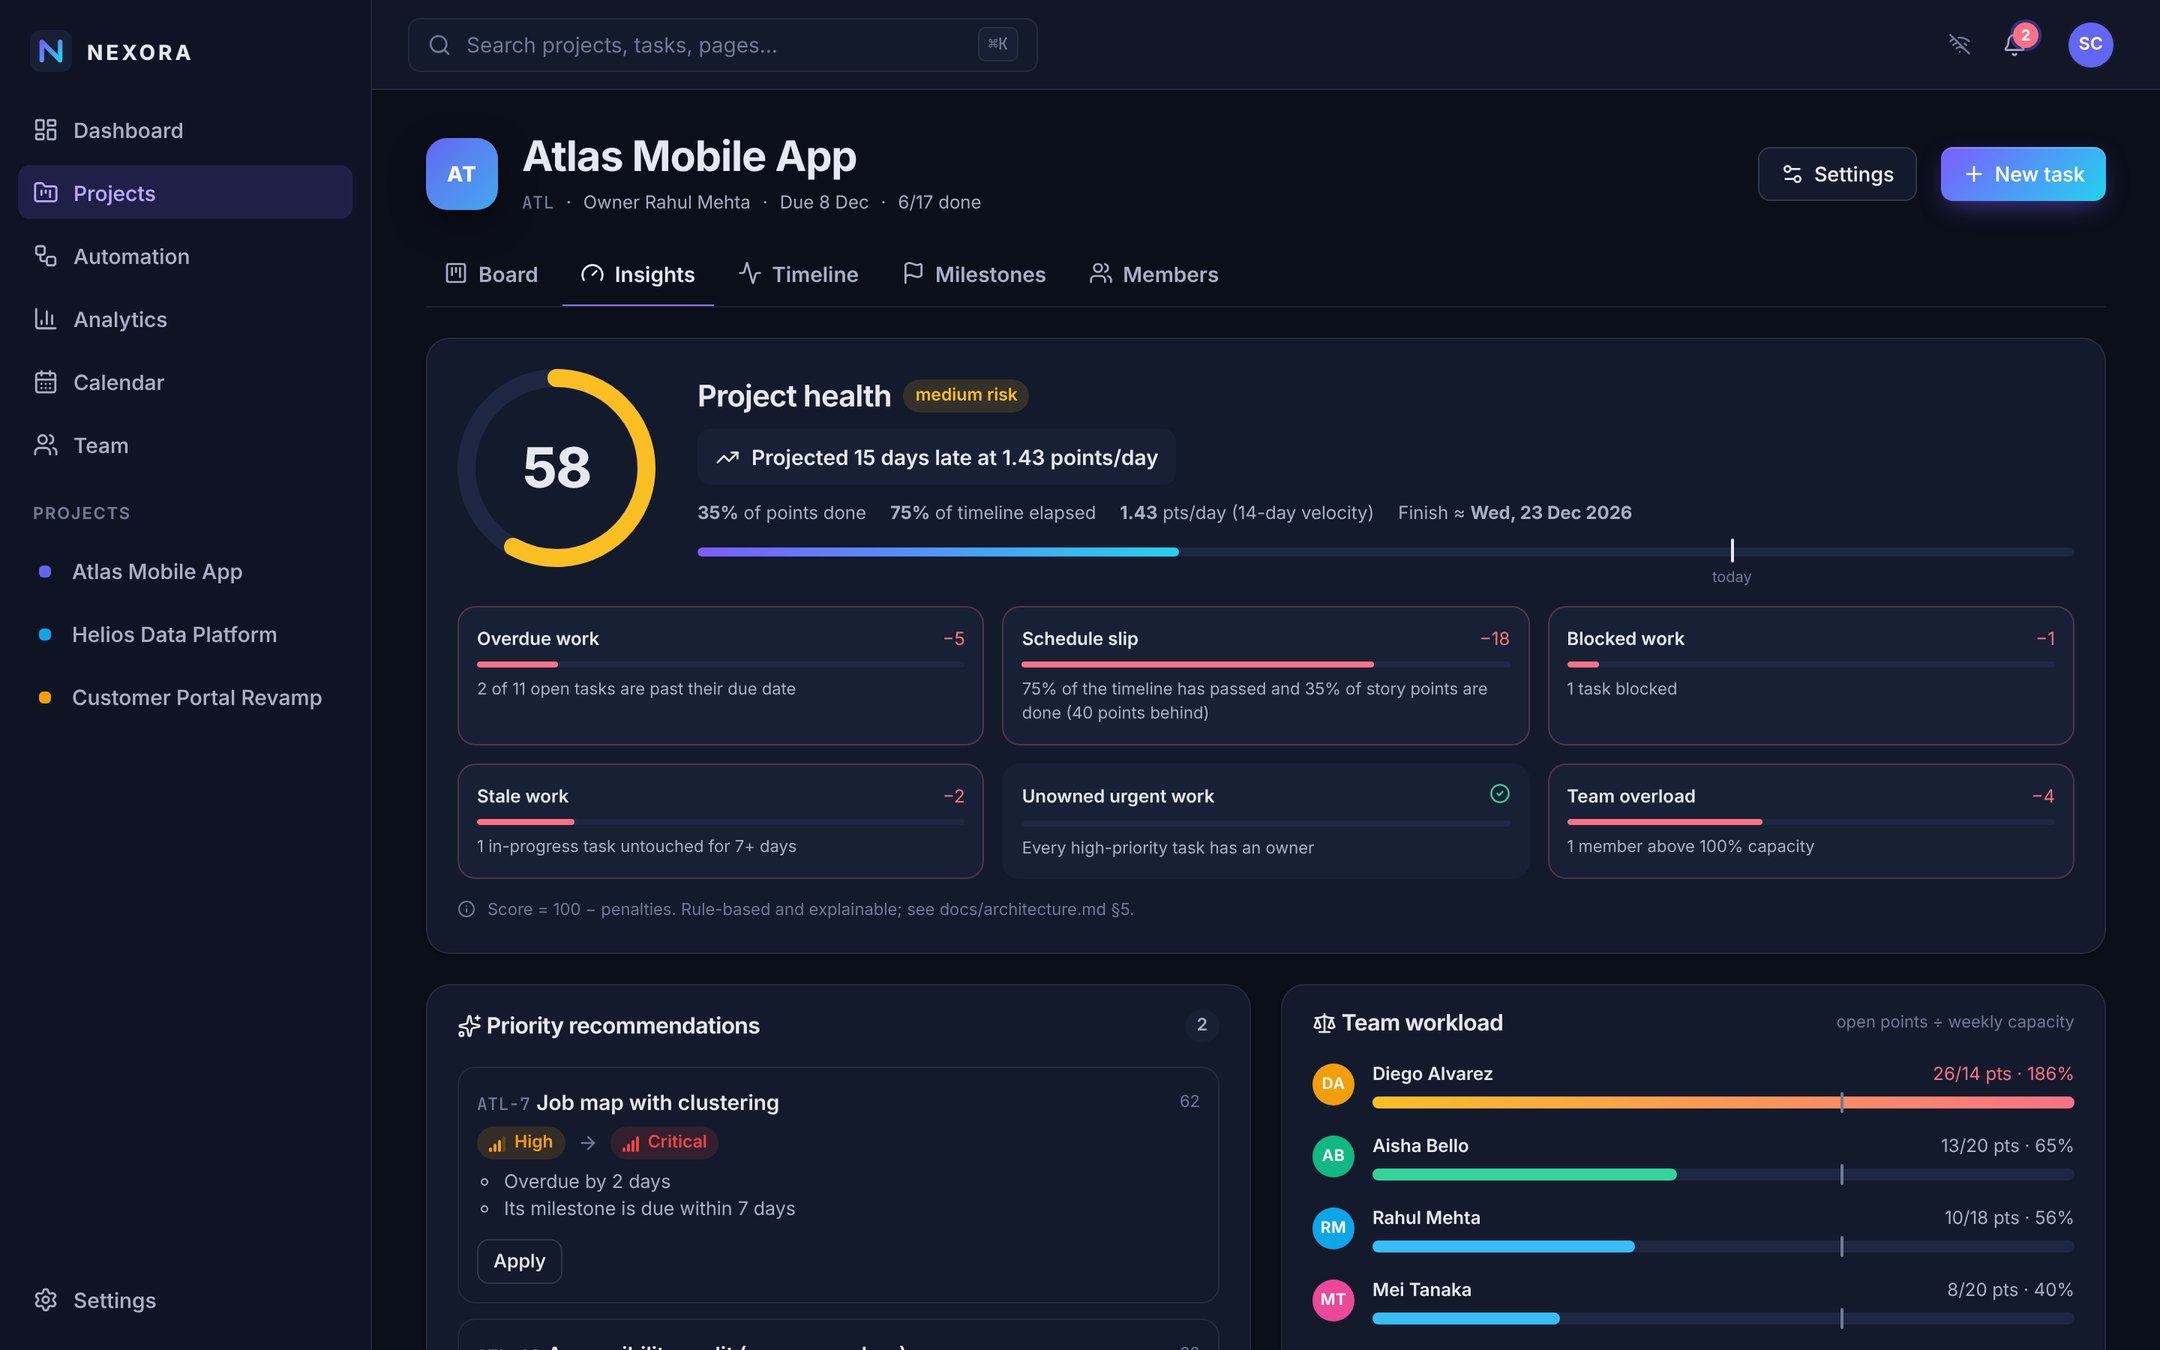 NEXORA
Search projects, tasks, pages...
⌘K
2
SC
Dashboard
Projects
Automation
Analytics
Calendar
Team
PROJECTS
Atlas Mobile App
Helios Data Platform
Customer Portal Revamp
Settings
AT
Atlas Mobile App
ATL · Owner Rahul Mehta · Due 8 Dec · 6/17 done
Settings
New task
Board
Insights
Timeline
Milestones
Members
58
Project health
medium risk
Projected 15 days late at 1.43 points/day
35% of points done 75% of timeline elapsed 1.43 pts/day (14-day velocity) Finish ≈ Wed, 23 Dec 2026
today
Overdue work −5
2 of 11 open tasks are past their due date
Schedule slip −18
75% of the timeline has passed and 35% of story points are
done (40 points behind)
Blocked work −1
1 task blocked
Stale work −2
1 in-progress task untouched for 7+ days
Unowned urgent work
Every high-priority task has an owner
Team overload −4
1 member above 100% capacity
Score = 100 − penalties. Rule-based and explainable; see docs/architecture.md §5.
Priority recommendations 2
ATL-7 Job map with clustering 62
High → Critical
Overdue by 2 days
Its milestone is due within 7 days
Apply
Team workload open points ÷ weekly capacity
DA Diego Alvarez 26/14 pts · 186%
AB Aisha Bello 13/20 pts · 65%
RM Rahul Mehta 10/18 pts · 56%
MT Mei Tanaka 8/20 pts · 40%